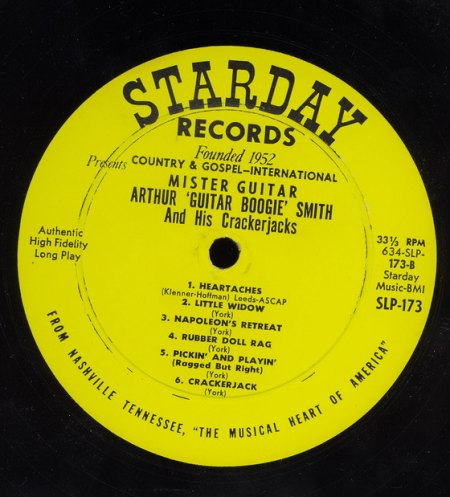 STARDAY
RECORDS
Founded 1952
Presents COUNTRY & GOSPEL–INTERNATIONAL
MISTER GUITAR
ARTHUR 'GUITAR BOOGIE' SMITH
And His Crackerjacks
Authentic
High Fidelity
Long Play
33⅓ RPM
634-SLP-
173-B
Starday
Music-BMI
SLP-173
1. HEARTACHES
(Klenner-Hoffman) Leeds-ASCAP
2. LITTLE WIDOW
(York)
3. NAPOLEON'S RETREAT
(York)
4. RUBBER DOLL RAG
(York)
5. PICKIN' AND PLAYIN'
(Ragged But Right)
(York)
6. CRACKERJACK
(York)
FROM NASHVILLE TENNESSEE, "THE MUSICAL HEART OF AMERICA"